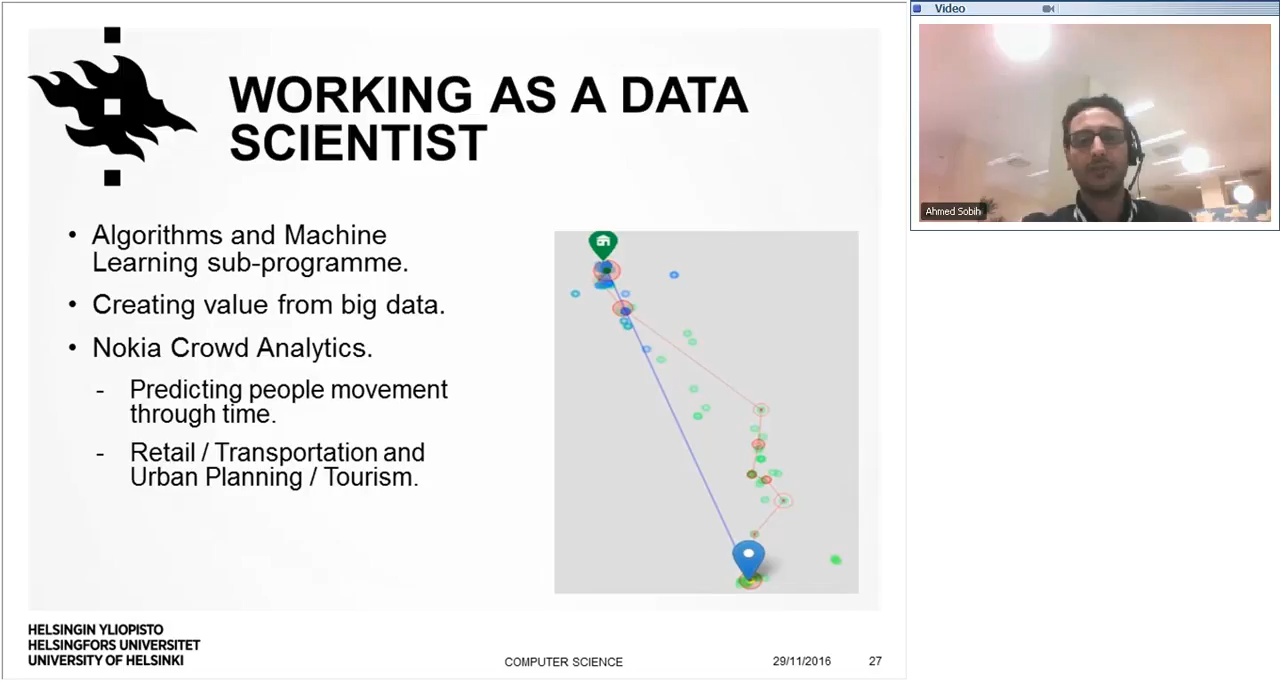 WORKING AS A DATA
SCIENTIST
• Algorithms and Machine
Learning sub-programme.
• Creating value from big data.
• Nokia Crowd Analytics.
- Predicting people movement
through time.
- Retail / Transportation and
Urban Planning / Tourism.
HELSINGIN YLIOPISTO
HELSINGFORS UNIVERSITET
UNIVERSITY OF HELSINKI
COMPUTER SCIENCE
29/11/2016
27
Video
Ahmed Sobih